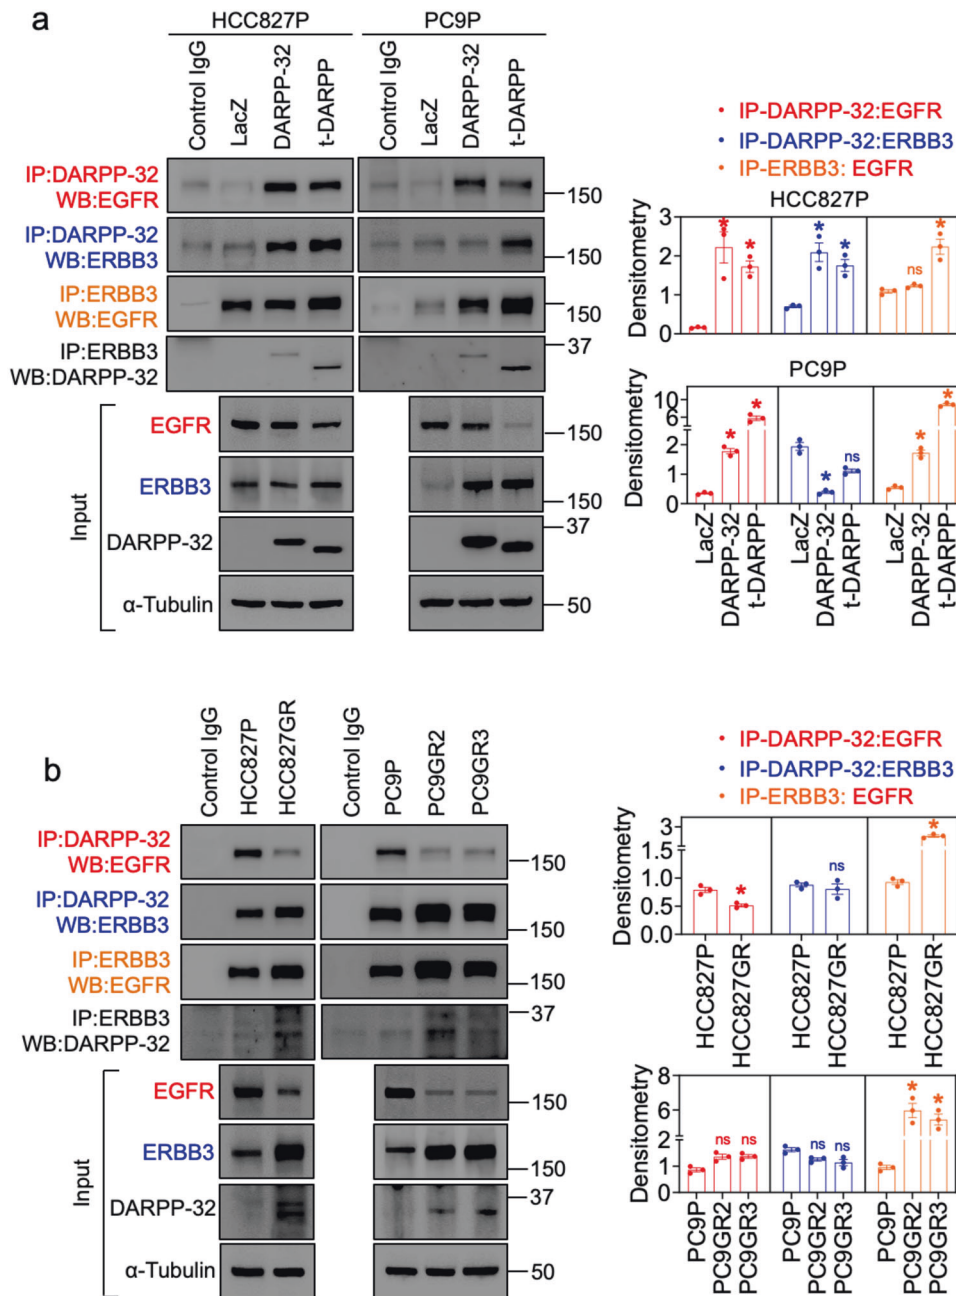 a
HCC827P
PC9P
Control IgG
LacZ
DARPP-32
t-DARPP
Control IgG
LacZ
DARPP-32
t-DARPP
IP:DARPP-32
WB:EGFR
150
IP:DARPP-32
WB:ERBB3
150
IP:ERBB3
WB:EGFR
150
IP:ERBB3
WB:DARPP-32
37
Input
EGFR
150
ERBB3
150
DARPP-32
37
α-Tubulin
50
• IP-DARPP-32:EGFR
• IP-DARPP-32:ERBB3
• IP-ERBB3: EGFR
HCC827P
Densitometry
3
2
1
0
* * * * ns *
PC9P
Densitometry
10
6
2
1
0
* * * ns * *
LacZ
DARPP-32
t-DARPP
LacZ
DARPP-32
t-DARPP
LacZ
DARPP-32
t-DARPP
b
Control IgG
HCC827P
HCC827GR
Control IgG
PC9P
PC9GR2
PC9GR3
IP:DARPP-32
WB:EGFR
150
IP:DARPP-32
WB:ERBB3
150
IP:ERBB3
WB:EGFR
150
IP:ERBB3
WB:DARPP-32
37
Input
EGFR
150
ERBB3
150
DARPP-32
37
α-Tubulin
50
• IP-DARPP-32:EGFR
• IP-DARPP-32:ERBB3
• IP-ERBB3: EGFR
Densitometry
3
1.5
1.0
0.5
0.0
* ns *
HCC827P
HCC827GR
HCC827P
HCC827GR
HCC827P
HCC827GR
Densitometry
8
6
2
1
0
ns ns ns ns * *
PC9P
PC9GR2
PC9GR3
PC9P
PC9GR2
PC9GR3
PC9P
PC9GR2
PC9GR3